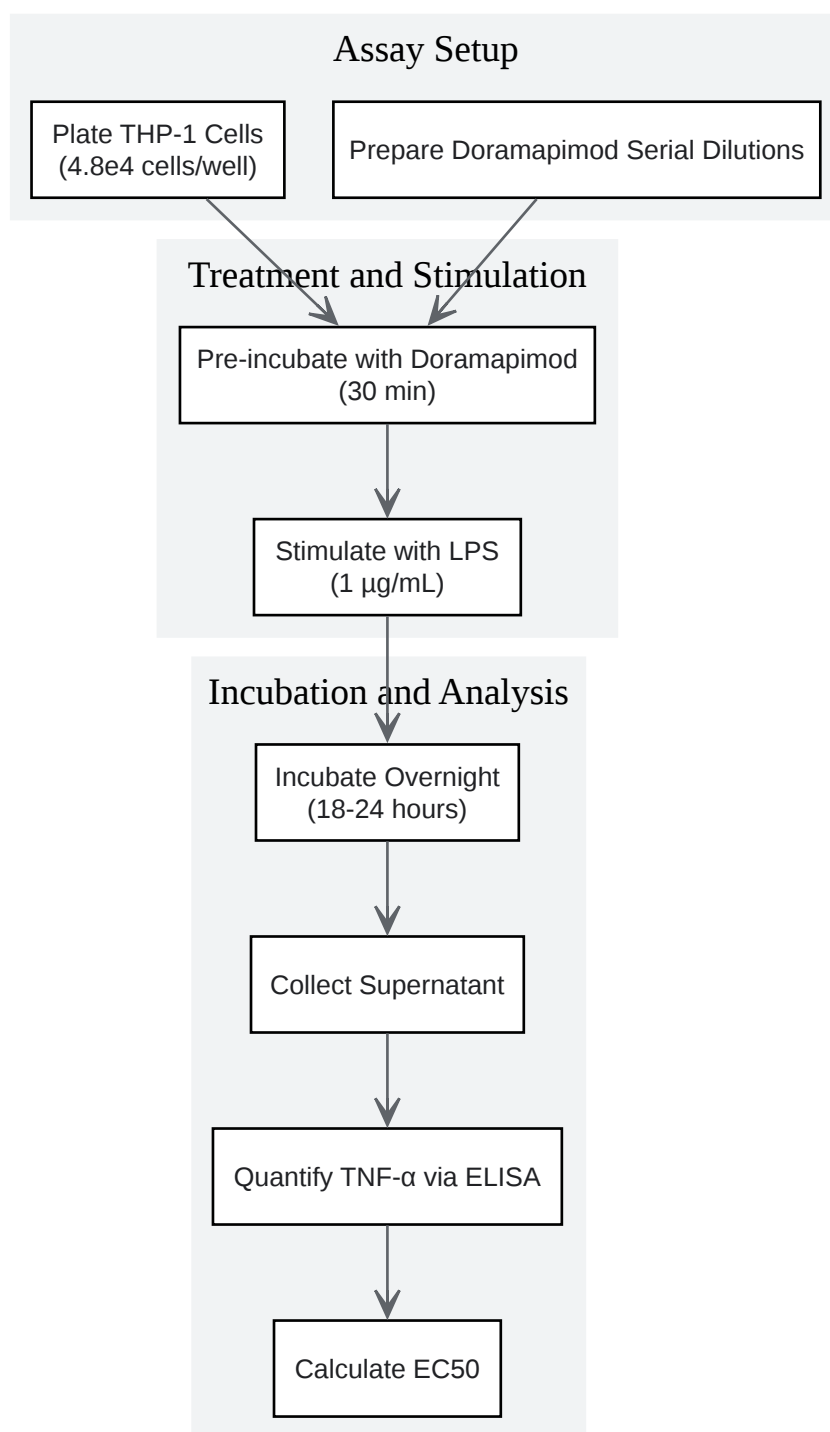 Assay Setup
Plate THP-1 Cells
(4.8e4 cells/well)
Prepare Doramapimod Serial Dilutions
Treatment and Stimulation
Pre-incubate with Doramapimod
(30 min)
Stimulate with LPS
(1 µg/mL)
Incubation and Analysis
Incubate Overnight
(18-24 hours)
Collect Supernatant
Quantify TNF-α via ELISA
Calculate EC50